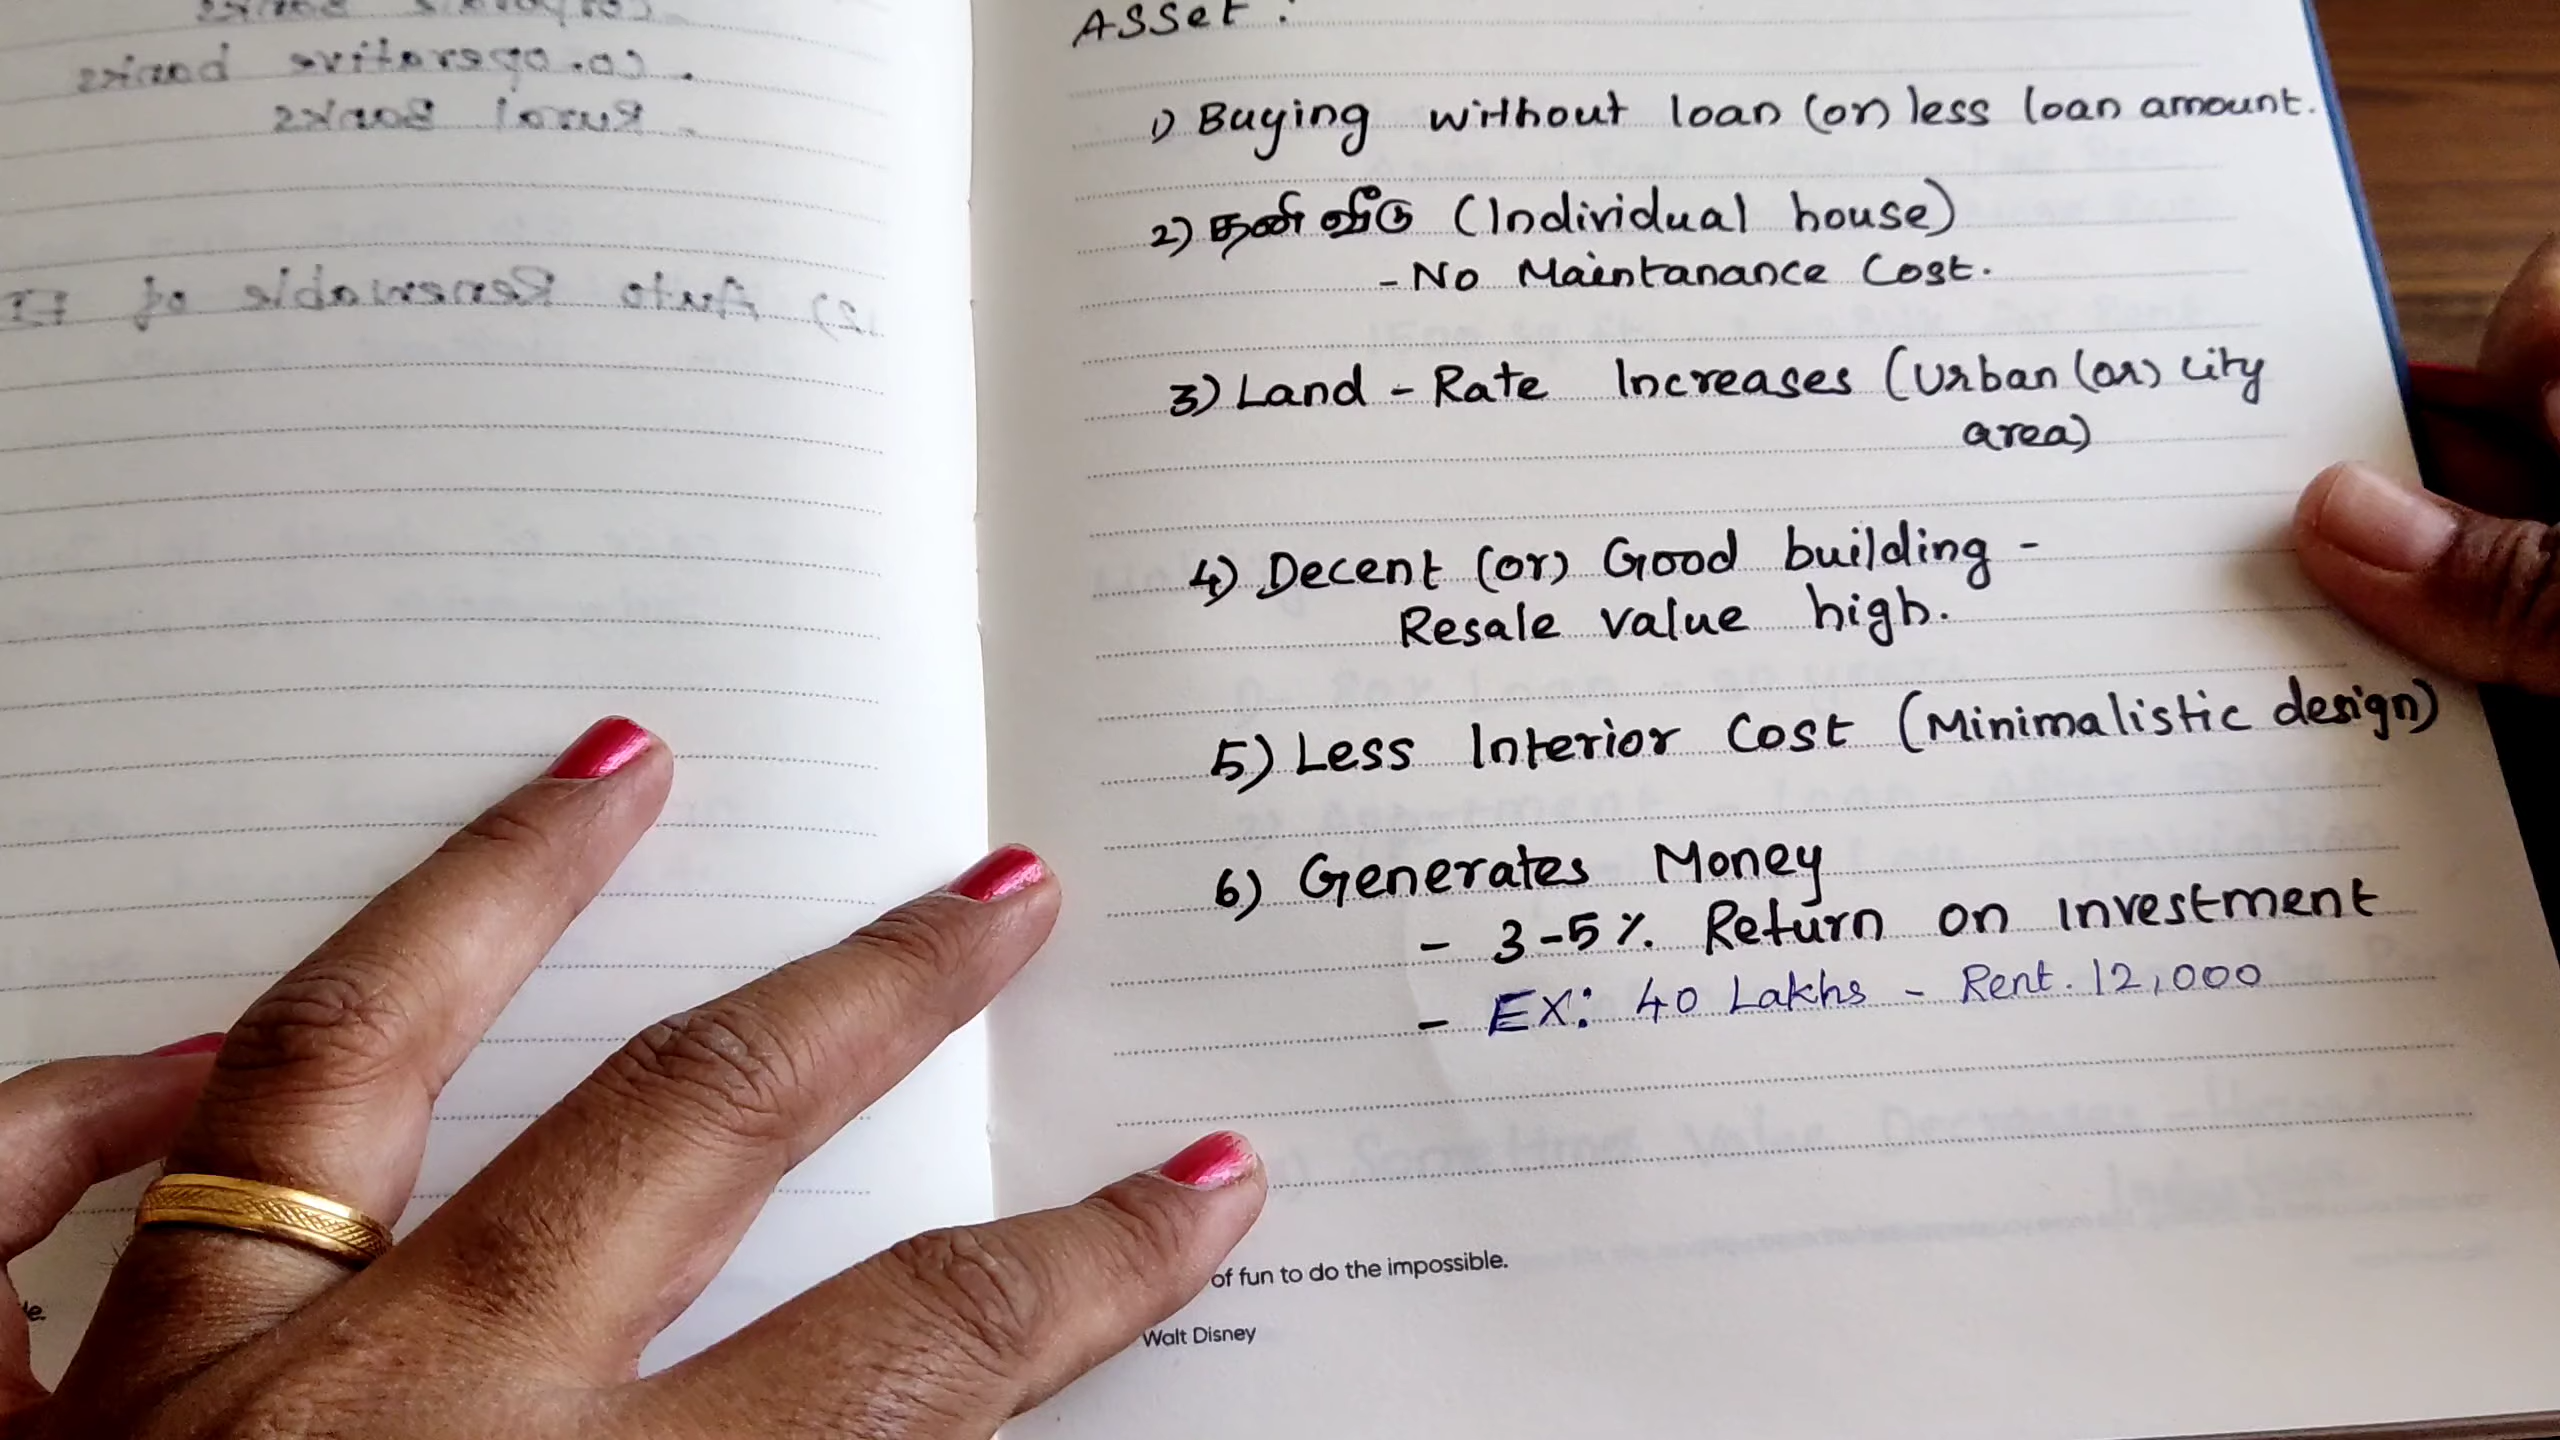 Asset :
1) Buying without loan (or) less loan amount.
2) தனி வீடு (Individual house)
- No Maintanance Cost.
3) Land - Rate Increases (Urban (or) city
area)
4) Decent (or) Good building -
Resale value high.
5) Less Interior Cost (Minimalistic design)
6) Generates Money
- 3-5% Return on investment
- EX: 40 Lakhs - Rent. 12,000
of fun to do the impossible.
Walt Disney